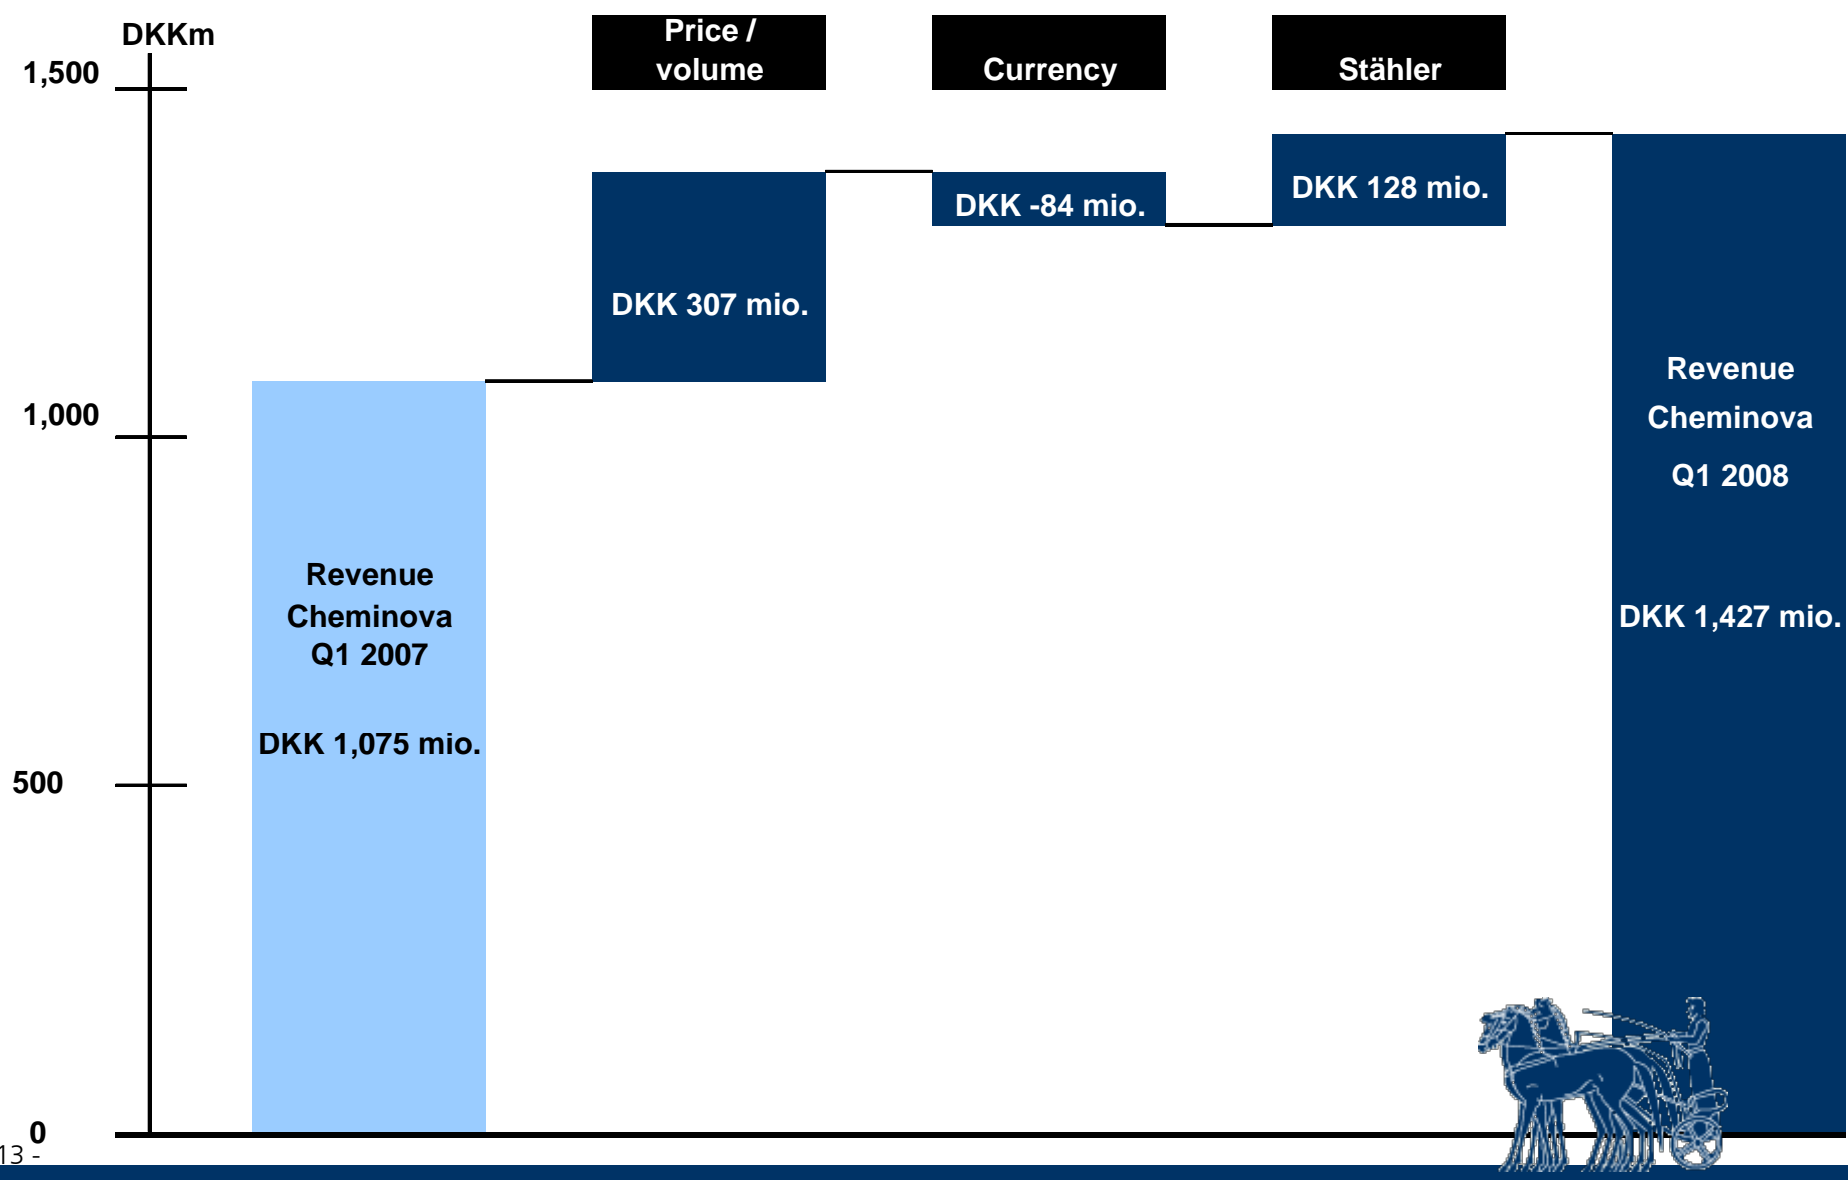 DKKm
1,500
1,000
500
0
Price /
volume
Currency
Stähler
DKK 307 mio.
DKK -84 mio.
DKK 128 mio.
Revenue
Cheminova
Q1 2007
DKK 1,075 mio.
Revenue
Cheminova
Q1 2008
DKK 1,427 mio.
13 -